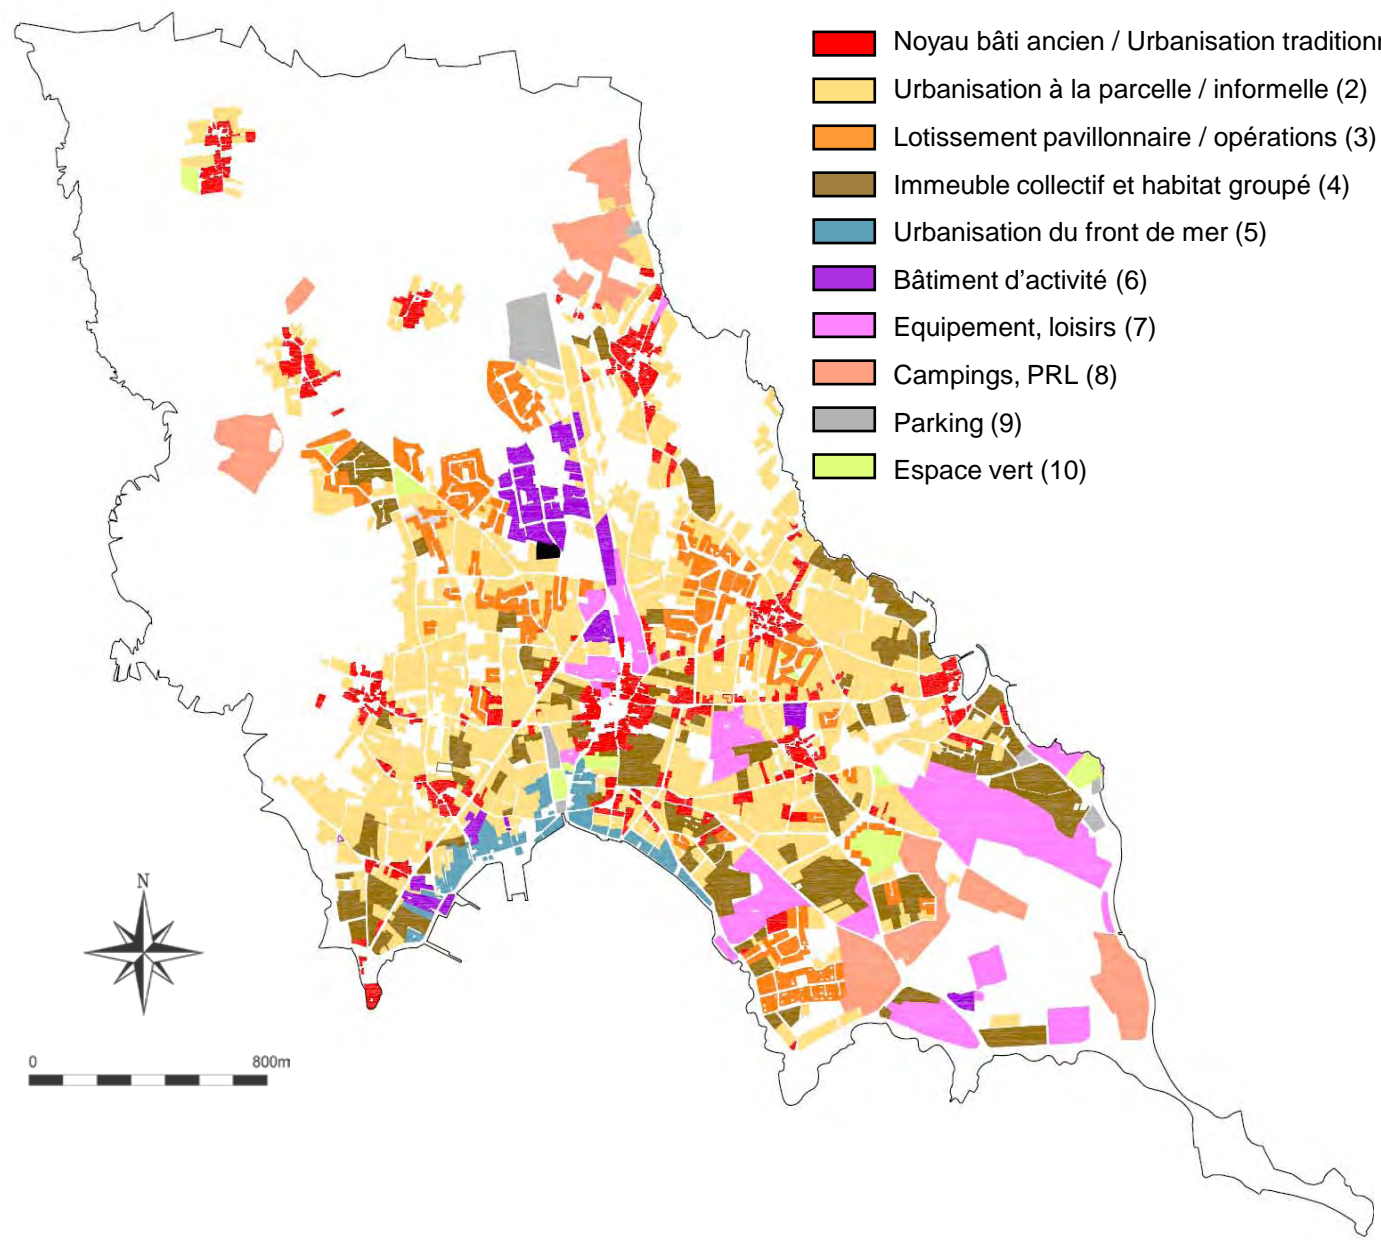 Noyau bâti ancien / Urbanisation
Urbanisation à la parcelle / informelle (2)
Lotissement pavillonnaire / opérations (3)
Immeuble collectif et habitat groupé (4)
Urbanisation du front de mer (5)
Bâtiment d’activité (6)
Equipement, loisirs (7)
Campings, PRL (8)
Parking (9)
Espace vert (10)
N
0 800m